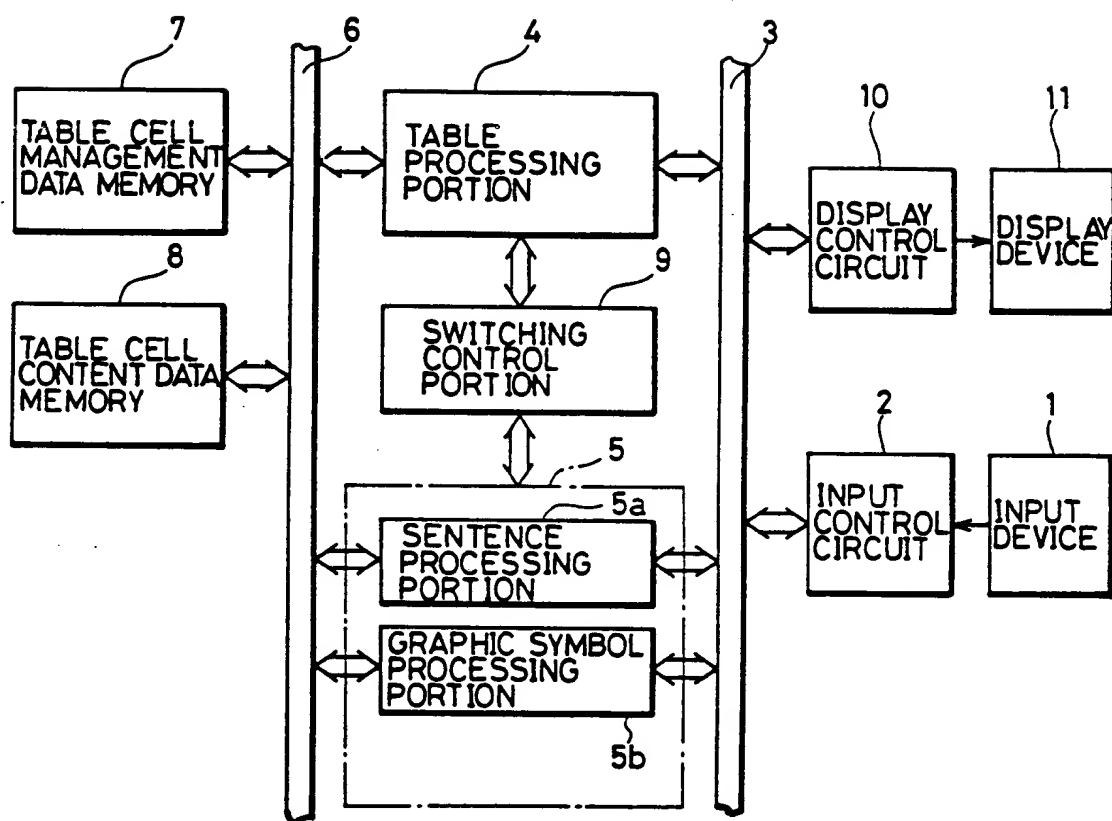 7
6
4
3
10
11
TABLE CELL
MANAGEMENT
DATA MEMORY
TABLE
PROCESSING
PORTION
DISPLAY
CONTROL
CIRCUIT
DISPLAY
DEVICE
8
9
TABLE CELL
CONTENT DATA
MEMORY
SWITCHING
CONTROL
PORTION
2
1
5
5a
INPUT
CONTROL
CIRCUIT
INPUT
DEVICE
SENTENCE
PROCESSING
PORTION
GRAPHIC SYMBOL
PROCESSING
PORTION
5b